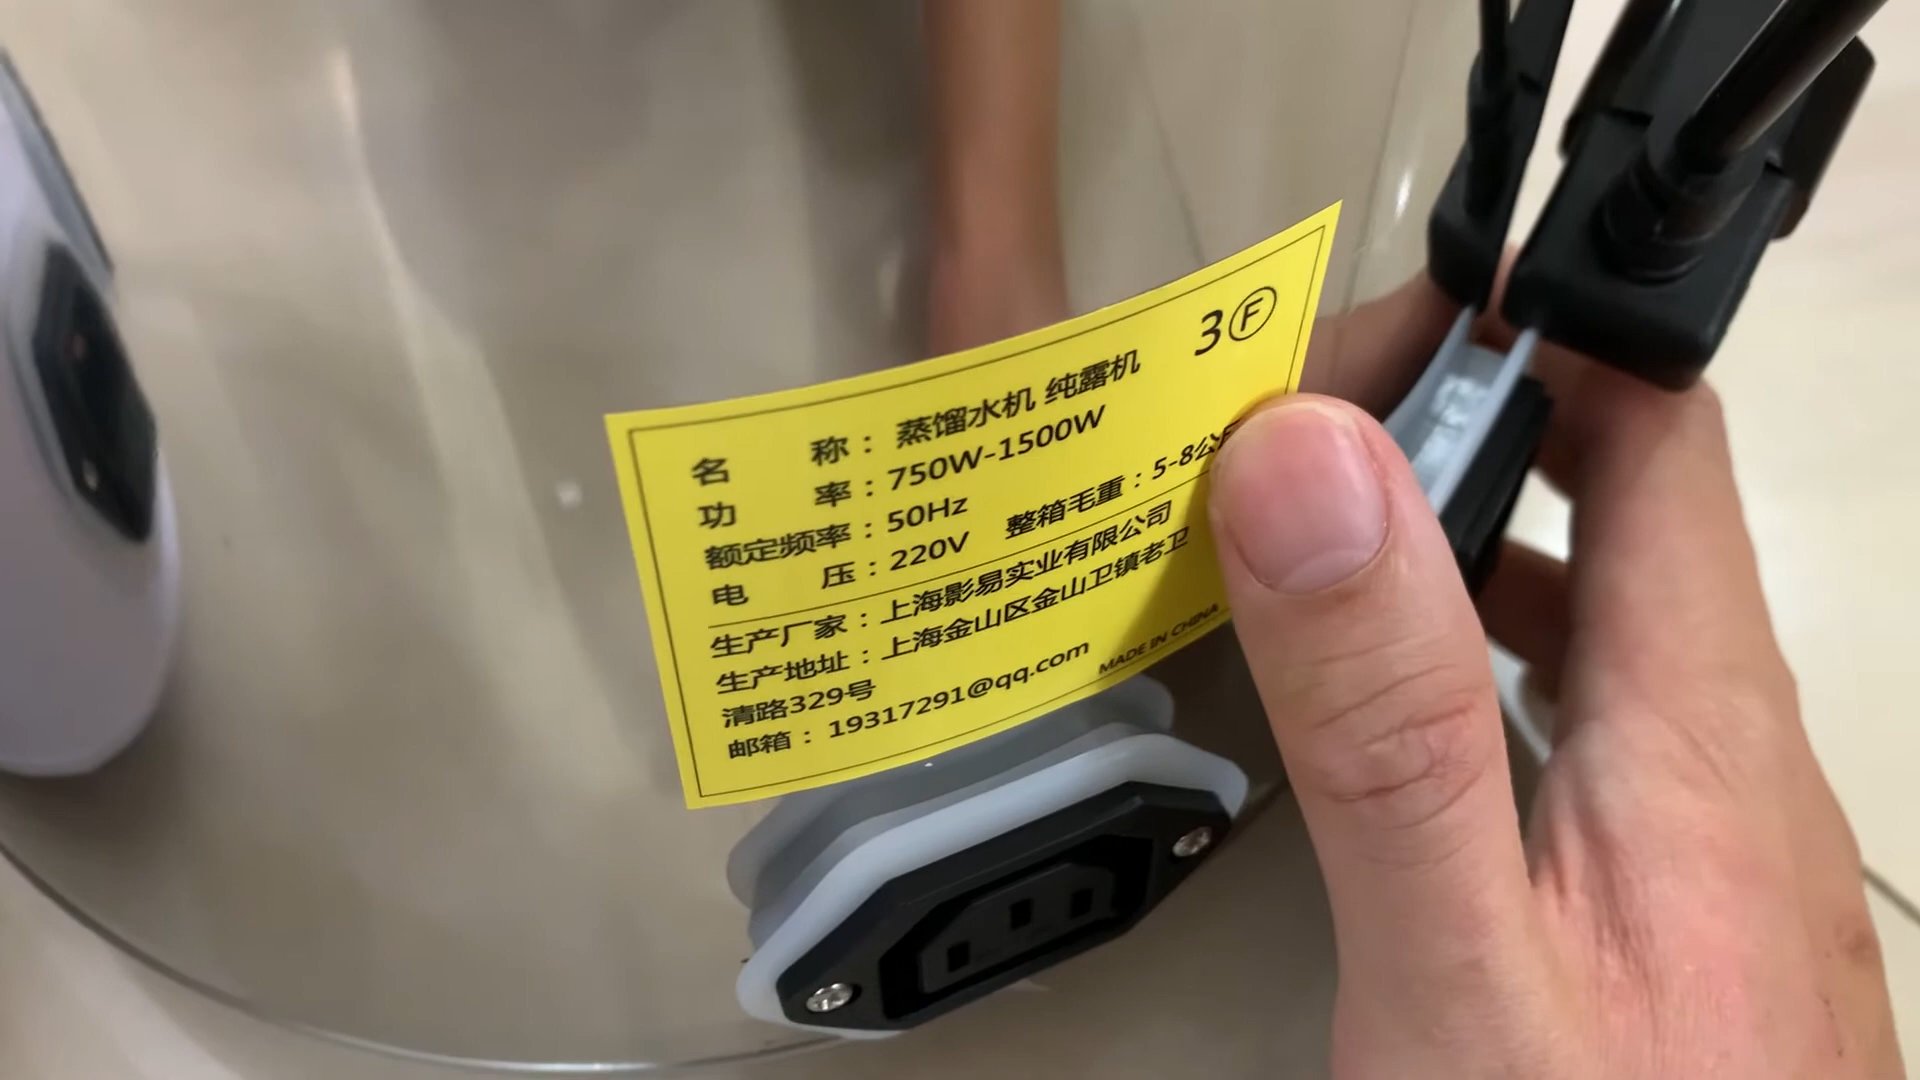 3Ⓕ
名 称：蒸馏水机 纯露机
功 率：750W-1500W
额定频率：50Hz
电 压：220V 整箱毛重：5-8公
生产厂家：上海影易实业有限公司
生产地址：上海金山区金山卫镇老卫
清路329号
邮箱：19317291@qq.com
MADE IN CHINA